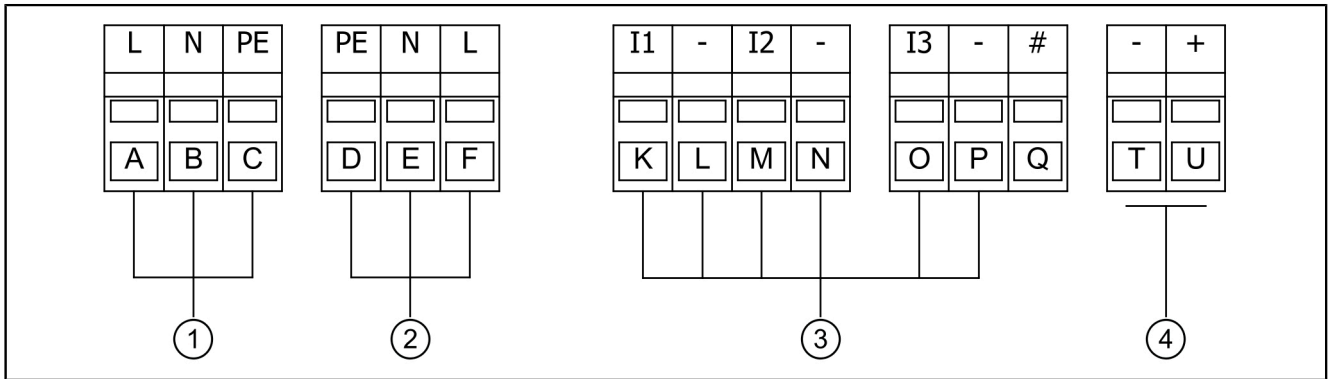 L N PE PE N L I1 - I2 - I3 - # - +
A B C D E F K L M N O P Q T U
1 2 3 4